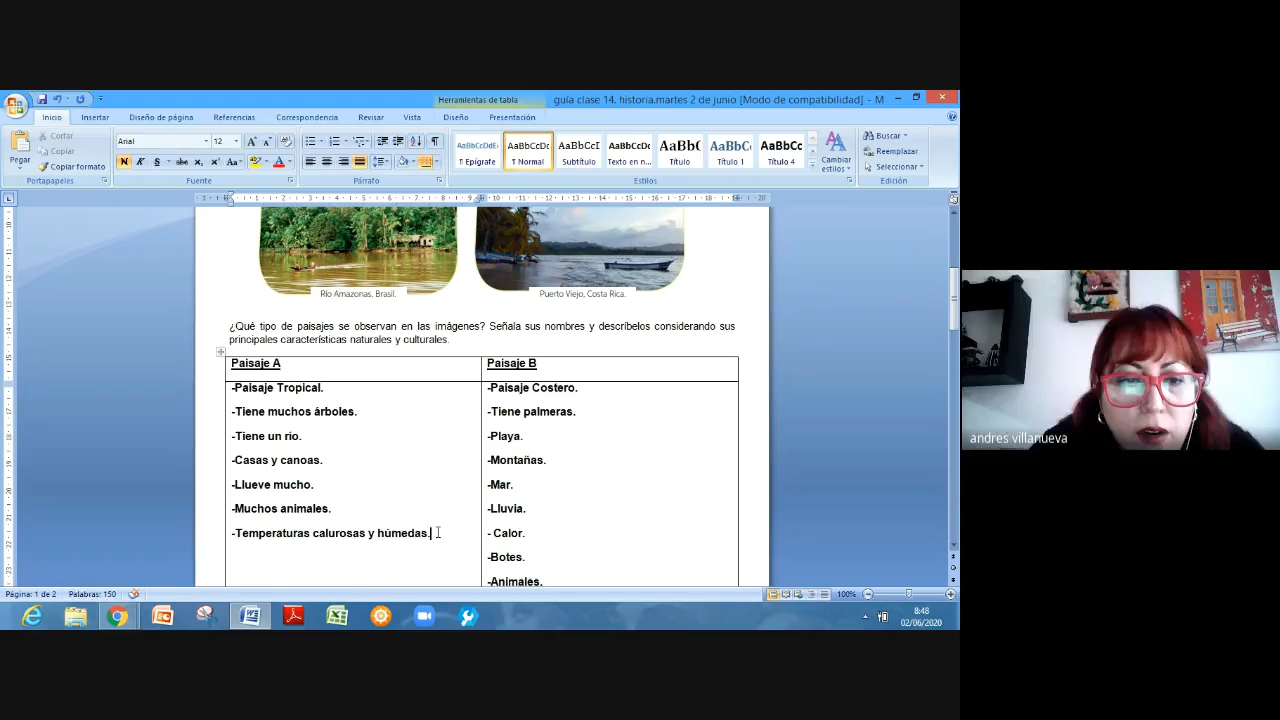 Herramientas de tabla
guía clase 14. historia.martes 2 de junio [Modo de compatibilidad] - M
Inicio Insertar Diseño de página Referencias Correspondencia Revisar Vista Diseño Presentación
Pegar
Cortar
Copiar
Copiar formato
Portapapeles
Arial 12
Fuente
Párrafo
AaBbCcDdEe AaBbCcDc AaBbCcI AaBbCcDc AaBb( AaBbC AaBbCc
¶ Epígrafe ¶ Normal Subtítulo Texto en n... Título Título 1 Título 4
Estilos
Cambiar estilos
Buscar
Reemplazar
Seleccionar
Edición
Río Amazonas, Brasil.
Puerto Viejo, Costa Rica.
¿Qué tipo de paisajes se observan en las imágenes? Señala sus nombres y descríbelos considerando sus
principales características naturales y culturales.
Paisaje A
-Paisaje Tropical.
-Tiene muchos árboles.
-Tiene un río.
-Casas y canoas.
-Llueve mucho.
-Muchos animales.
-Temperaturas calurosas y húmedas.
Paisaje B
-Paisaje Costero.
-Tiene palmeras.
-Playa.
-Montañas.
-Mar.
-Lluvia.
- Calor.
-Botes.
-Animales.
andres villanueva
Página: 1 de 2 Palabras: 150
100%
8:48
02/06/2020